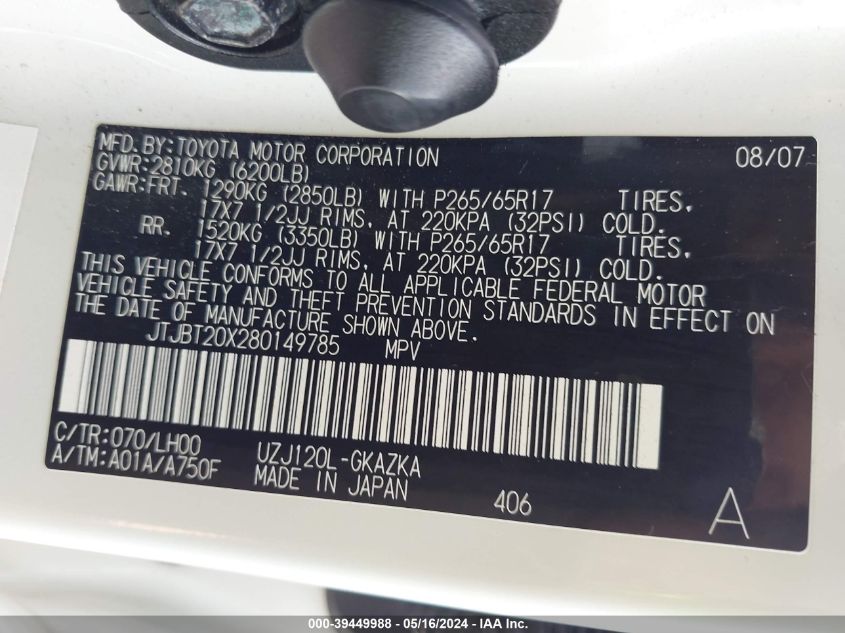 MFD. BY: TOYOTA MOTOR CORPORATION 08/07
GVWR: 2810KG (6200LB)
GAWR: FRT. 1290KG (2850LB) WITH P265/65R17 TIRES,
17X7 1/2JJ RIMS, AT 220KPA (32PSI) COLD.
RR. 1520KG (3350LB) WITH P265/65R17 TIRES,
17X7 1/2JJ RIMS, AT 220KPA (32PSI) COLD.
THIS VEHICLE CONFORMS TO ALL APPLICABLE FEDERAL MOTOR
VEHICLE SAFETY AND THEFT PREVENTION STANDARDS IN EFFECT ON
THE DATE OF MANUFACTURE SHOWN ABOVE.
JTJBT20X280149785 MPV
C/TR: 070/LH00 UZJ120L-GKAZKA
A/TM: A01A/A750F MADE IN JAPAN 406 A
000-39449988 - 05/16/2024 - IAA Inc.